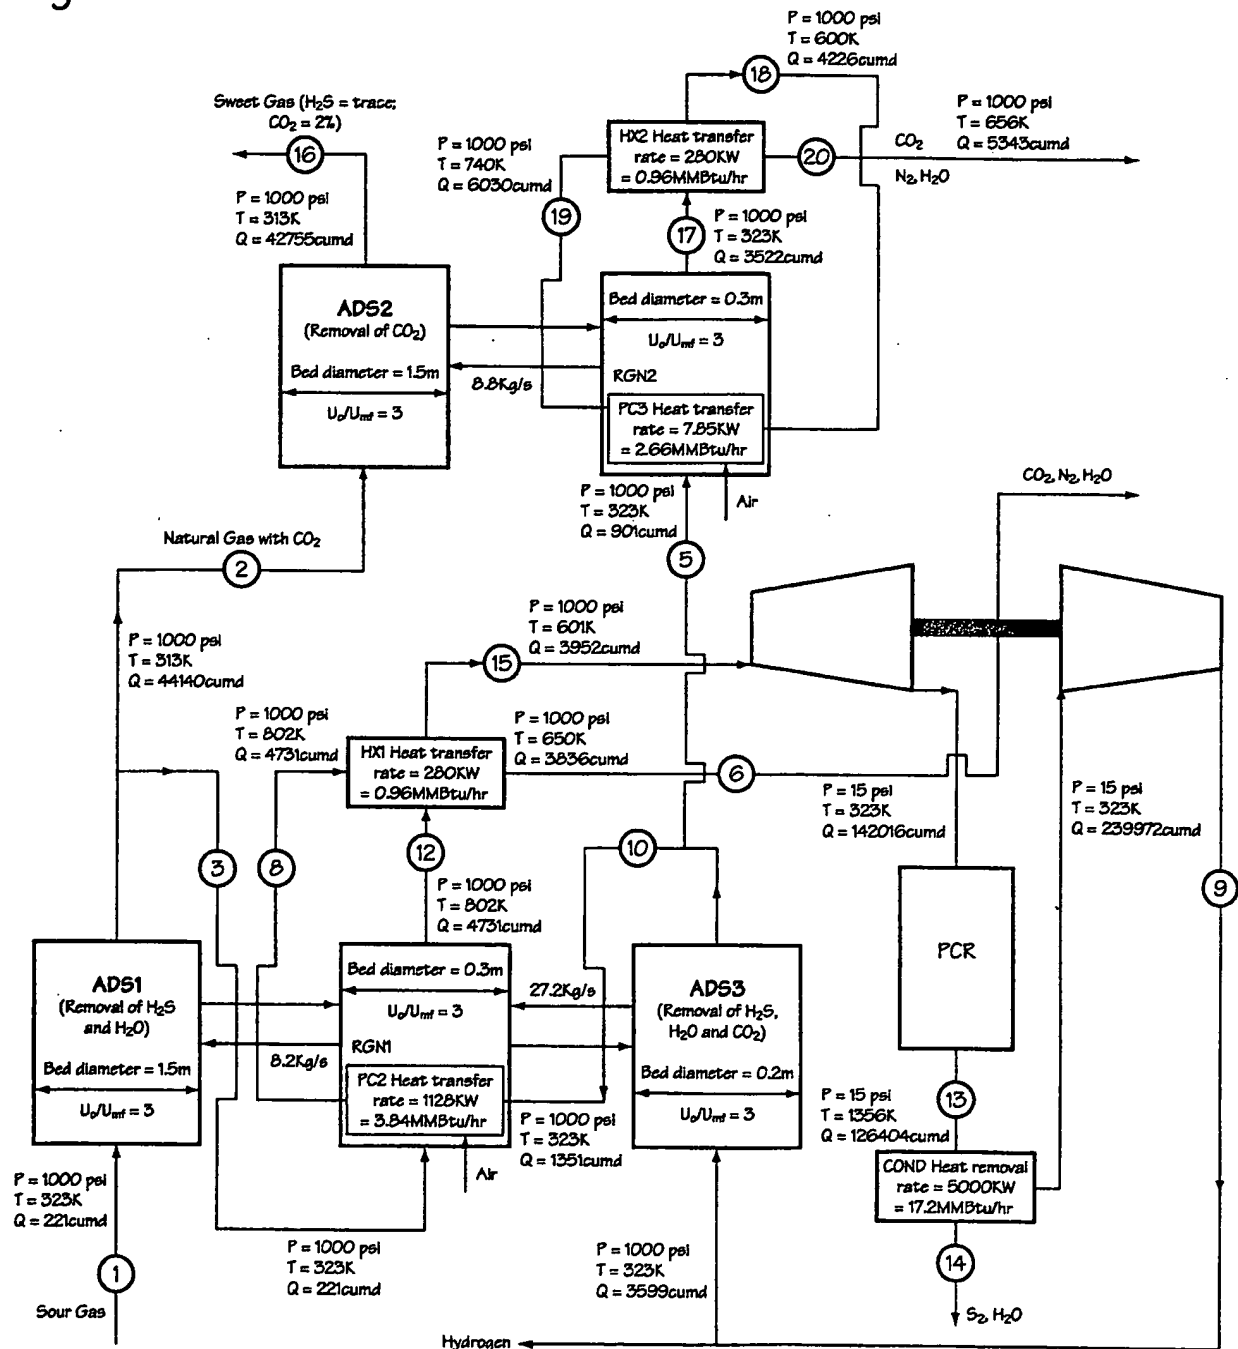 P = 1000 psi
T = 600K
Q = 4226cumd
18
Sweet Gas (H₂S = trace;
CO₂ = 2%)
16
P = 1000 psi
T = 313K
Q = 42755cumd
P = 1000 psi
T = 740K
Q = 6030cumd
19
HX2 Heat transfer
rate = 280KW
= 0.96MMBtu/hr
20
CO₂
N₂, H₂O
P = 1000 psi
T = 656K
Q = 5343cumd
17
P = 1000 psi
T = 323K
Q = 3522cumd
ADS2
(Removal of CO₂)
Bed diameter = 1.5m
U₀/Uₘf = 3
8.8Kg/s
Bed diameter = 0.3m
U₀/Uₘf = 3
RGN2
PC3 Heat transfer
rate = 7.85KW
= 2.66MMBtu/hr
Air
P = 1000 psi
T = 323K
Q = 901cumd
5
Natural Gas with CO₂
2
CO₂, N₂, H₂O
P = 1000 psi
T = 313K
Q = 44140cumd
P = 1000 psi
T = 601K
Q = 3952cumd
15
P = 1000 psi
T = 802K
Q = 4731cumd
HX1 Heat transfer
rate = 280KW
= 0.96MMBtu/hr
P = 1000 psi
T = 650K
Q = 3836cumd
6
P = 15 psi
T = 323K
Q = 142016cumd
P = 15 psi
T = 323K
Q = 239972cumd
3
8
12
10
9
P = 1000 psi
T = 802K
Q = 4731cumd
PCR
ADS1
(Removal of H₂S
and H₂O)
Bed diameter = 1.5m
U₀/Uₘf = 3
8.2Kg/s
Bed diameter = 0.3m
U₀/Uₘf = 3
RGN1
PC2 Heat transfer
rate = 1128KW
= 3.84MMBtu/hr
Air
27.2Kg/s
ADS3
(Removal of H₂S,
H₂O and CO₂)
Bed diameter = 0.2m
U₀/Uₘf = 3
P = 1000 psi
T = 323K
Q = 1351cumd
13
P = 15 psi
T = 1356K
Q = 126404cumd
COND Heat removal
rate = 5000KW
= 17.2MMBtu/hr
14
S₂, H₂O
P = 1000 psi
T = 323K
Q = 221cumd
1
Sour Gas
P = 1000 psi
T = 323K
Q = 221cumd
P = 1000 psi
T = 323K
Q = 3599cumd
Hydrogen